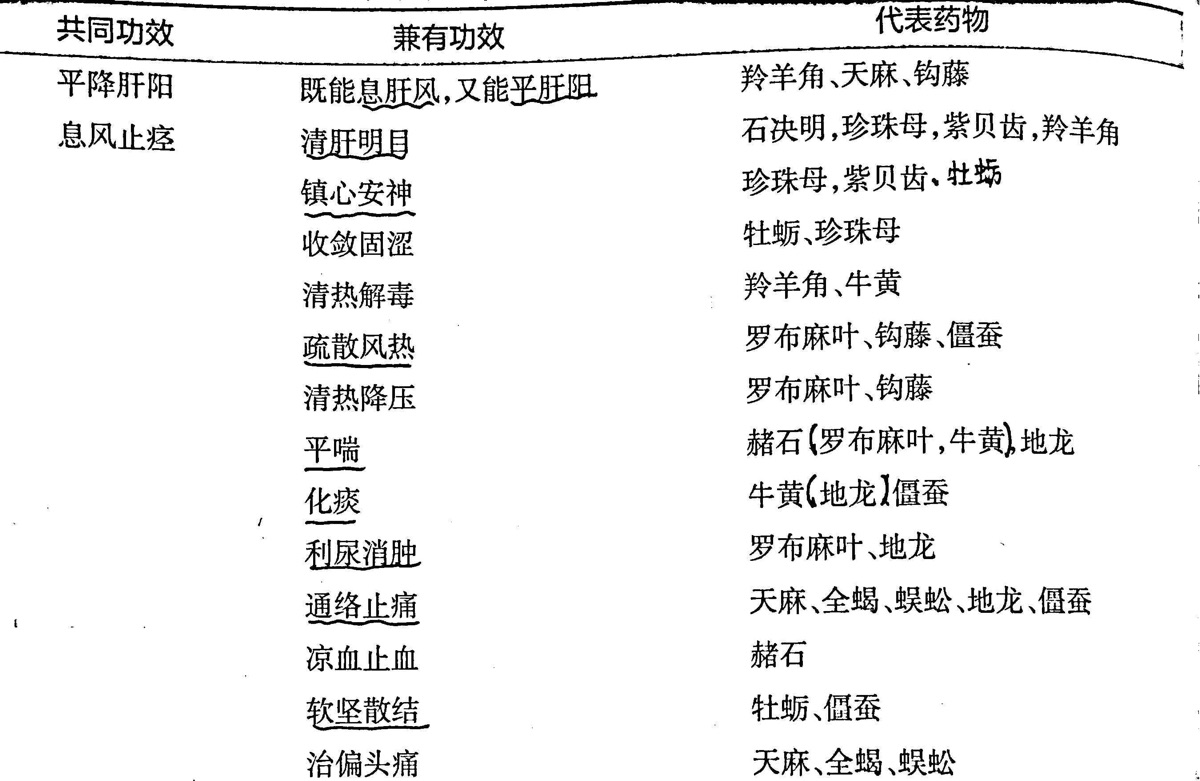 共同功效 兼有功效 代表药物
平降肝阳 既能息肝风,又能平肝阳 羚羊角、天麻、钩藤
息风止痉 清肝明目 石决明,珍珠母,紫贝齿,羚羊角
镇心安神 珍珠母,紫贝齿、牡蛎
收敛固涩 牡蛎、珍珠母
清热解毒 羚羊角、牛黄
疏散风热 罗布麻叶、钩藤、僵蚕
清热降压 罗布麻叶、钩藤
平喘 赭石(罗布麻叶,牛黄),地龙
化痰 牛黄(地龙)僵蚕
利尿消肿 罗布麻叶、地龙
通络止痛 天麻、全蝎、蜈蚣、地龙、僵蚕
凉血止血 赭石
软坚散结 牡蛎、僵蚕
治偏头痛 天麻、全蝎、蜈蚣